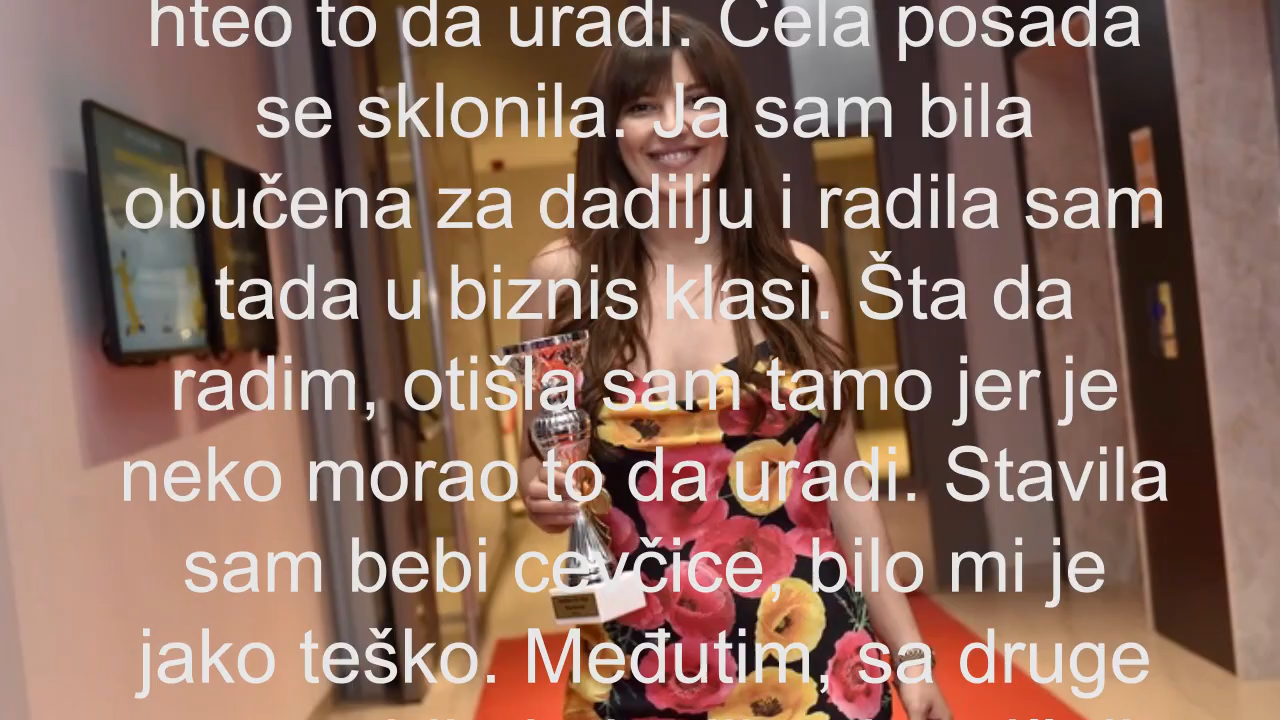 hteo to da uradi. Cela posada
se sklonila. Ja sam bila
obučena za dadilju i radila sam
tada u biznis klasi. Šta da
radim, otišla sam tamo jer je
neko morao to da uradi. Stavila
sam bebi cevčice, bilo mi je
jako teško. Međutim, sa druge